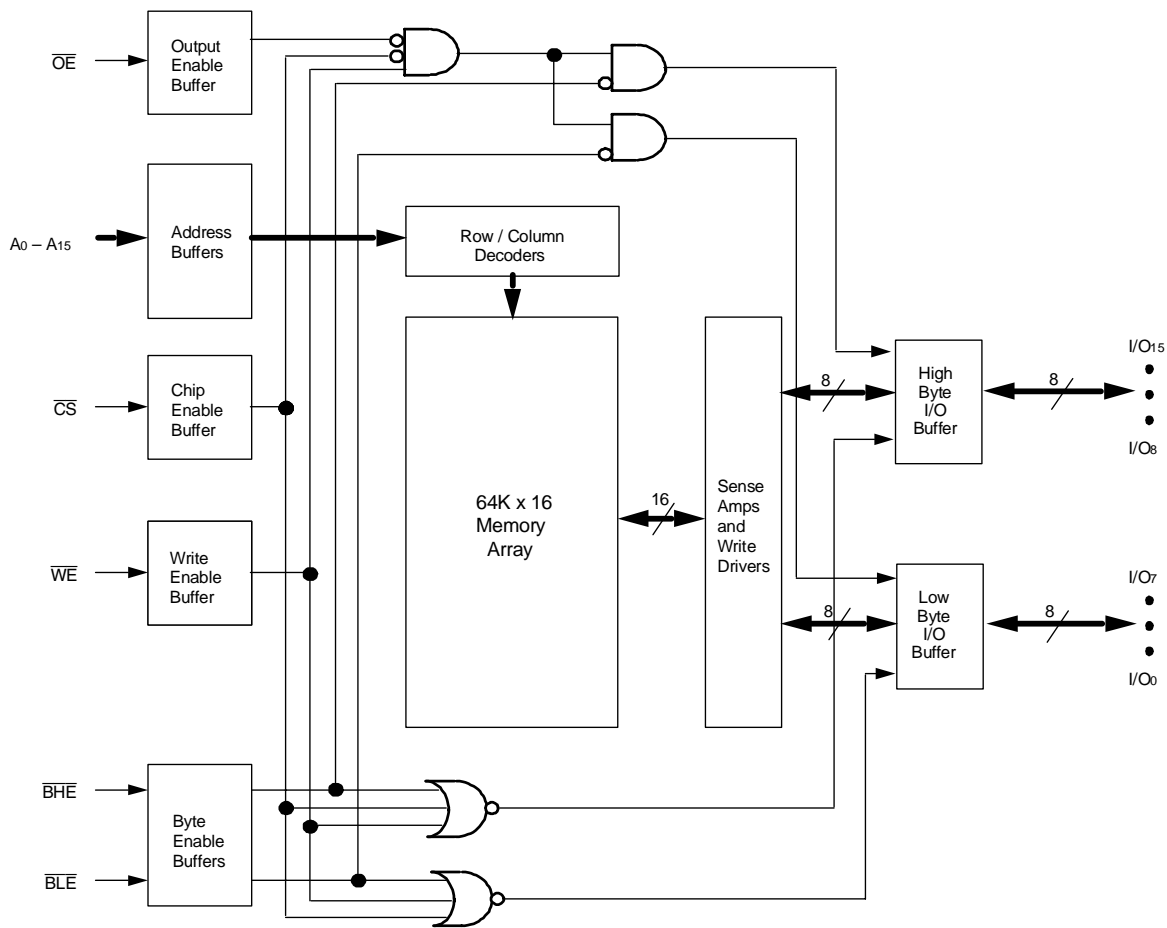 OE
Output
Enable
Buffer
A0 – A15
Address
Buffers
Row / Column
Decoders
CS
Chip
Enable
Buffer
WE
Write
Enable
Buffer
64K x 16
Memory
Array
16
Sense
Amps
and
Write
Drivers
8
High
Byte
I/O
Buffer
8
I/O15
I/O8
8
Low
Byte
I/O
Buffer
8
I/O7
I/O0
BHE
BLE
Byte
Enable
Buffers